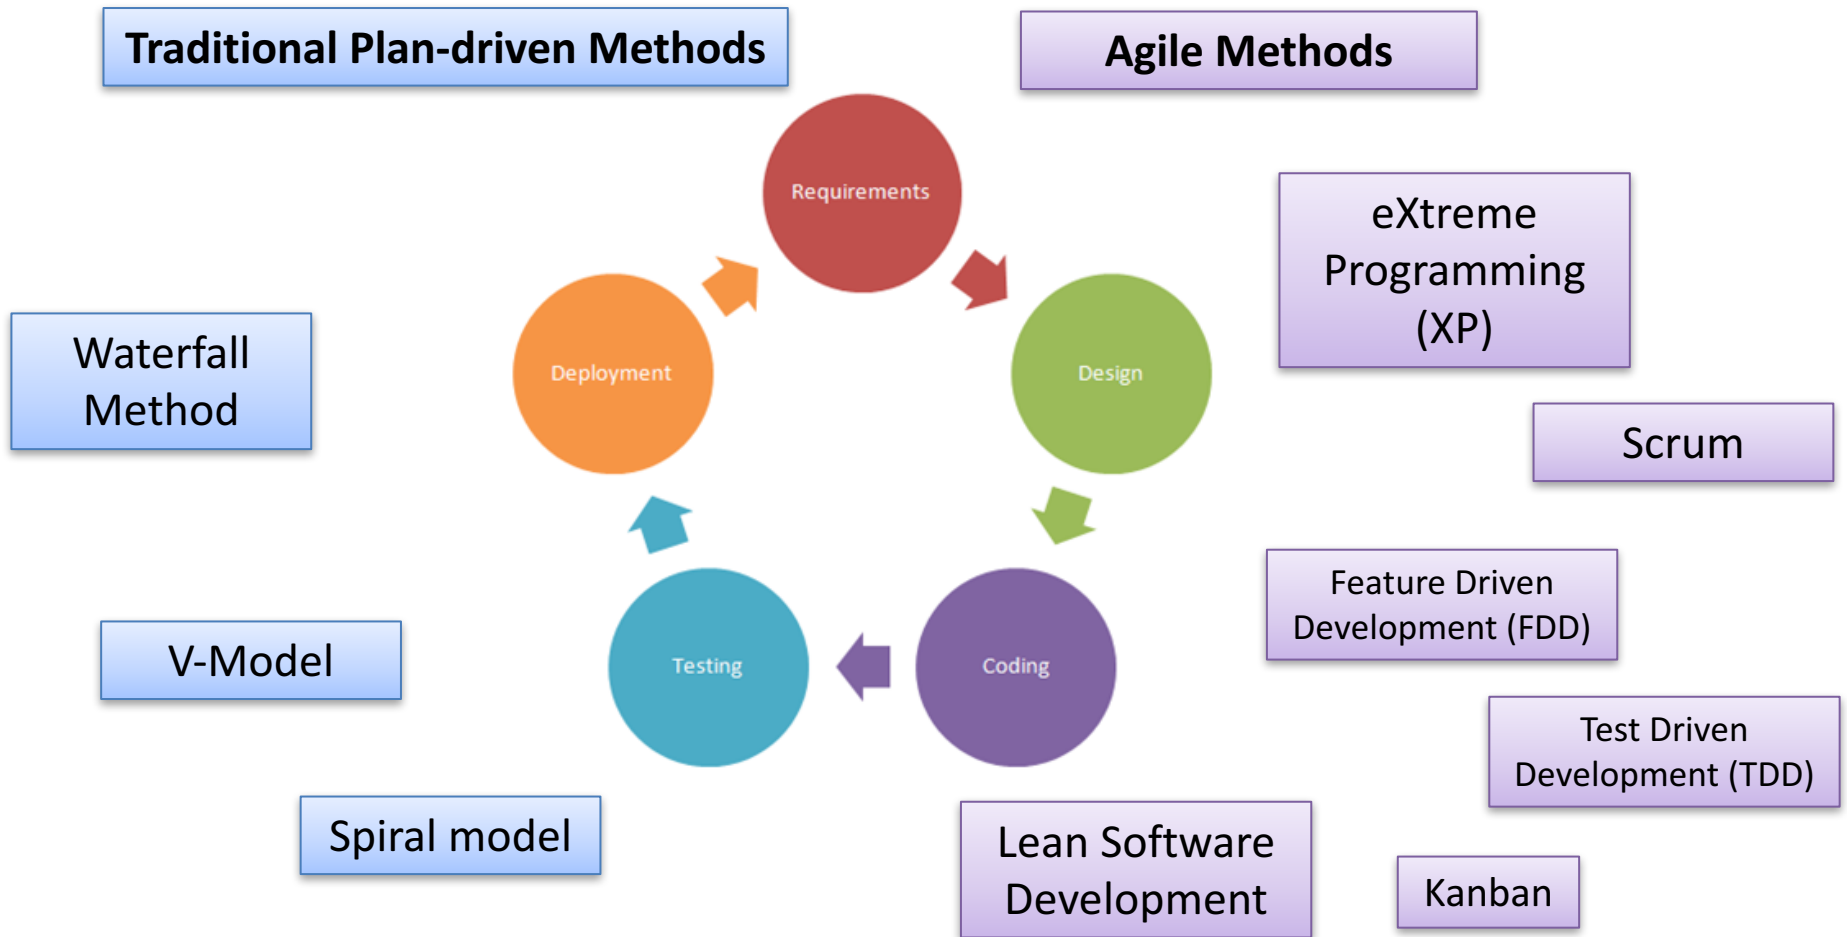 Traditional Plan-driven Methods
Agile Methods
Requirements
eXtreme
Programming
(XP)
Waterfall
Method
Deployment
Design
Scrum
Feature Driven
Development (FDD)
V-Model
Testing
Coding
Test Driven
Development (TDD)
Spiral model
Lean Software
Development
Kanban